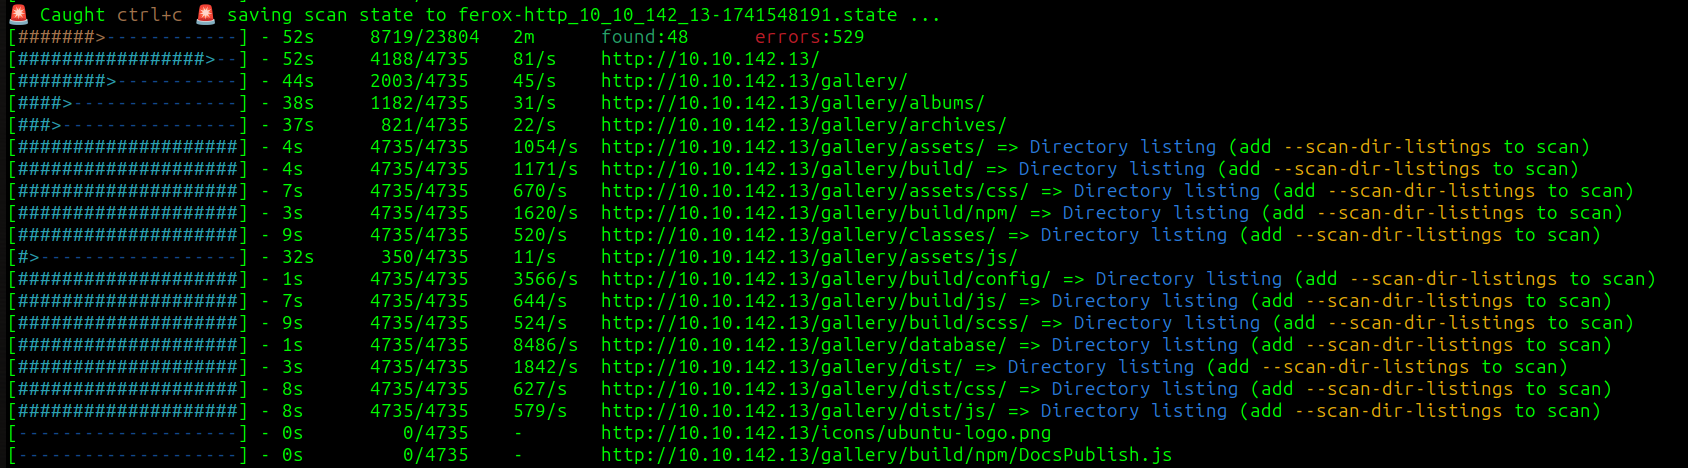 🚨 Caught ctrl+c 🚨 saving scan state to ferox-http_10_10_142_13-1741548191.state ...
[#######>------------] - 52s     8719/23804   2m      found:48      errors:529
[#################>--] - 52s     4188/4735    81/s    http://10.10.142.13/
[########>-----------] - 44s     2003/4735    45/s    http://10.10.142.13/gallery/
[####>---------------] - 38s     1182/4735    31/s    http://10.10.142.13/gallery/albums/
[###>----------------] - 37s      821/4735    22/s    http://10.10.142.13/gallery/archives/
[####################] - 4s      4735/4735    1054/s  http://10.10.142.13/gallery/assets/ => Directory listing (add --scan-dir-listings to scan)
[####################] - 4s      4735/4735    1171/s  http://10.10.142.13/gallery/build/ => Directory listing (add --scan-dir-listings to scan)
[####################] - 7s      4735/4735    670/s   http://10.10.142.13/gallery/assets/css/ => Directory listing (add --scan-dir-listings to scan)
[####################] - 3s      4735/4735    1620/s  http://10.10.142.13/gallery/build/npm/ => Directory listing (add --scan-dir-listings to scan)
[####################] - 9s      4735/4735    520/s   http://10.10.142.13/gallery/classes/ => Directory listing (add --scan-dir-listings to scan)
[#>------------------] - 32s      350/4735    11/s    http://10.10.142.13/gallery/assets/js/
[####################] - 1s      4735/4735    3566/s  http://10.10.142.13/gallery/build/config/ => Directory listing (add --scan-dir-listings to scan)
[####################] - 7s      4735/4735    644/s   http://10.10.142.13/gallery/build/js/ => Directory listing (add --scan-dir-listings to scan)
[####################] - 9s      4735/4735    524/s   http://10.10.142.13/gallery/build/scss/ => Directory listing (add --scan-dir-listings to scan)
[####################] - 1s      4735/4735    8486/s  http://10.10.142.13/gallery/database/ => Directory listing (add --scan-dir-listings to scan)
[####################] - 3s      4735/4735    1842/s  http://10.10.142.13/gallery/dist/ => Directory listing (add --scan-dir-listings to scan)
[####################] - 8s      4735/4735    627/s   http://10.10.142.13/gallery/dist/css/ => Directory listing (add --scan-dir-listings to scan)
[####################] - 8s      4735/4735    579/s   http://10.10.142.13/gallery/dist/js/ => Directory listing (add --scan-dir-listings to scan)
[--------------------] - 0s         0/4735    -       http://10.10.142.13/icons/ubuntu-logo.png
[--------------------] - 0s         0/4735    -       http://10.10.142.13/gallery/build/npm/DocsPublish.js